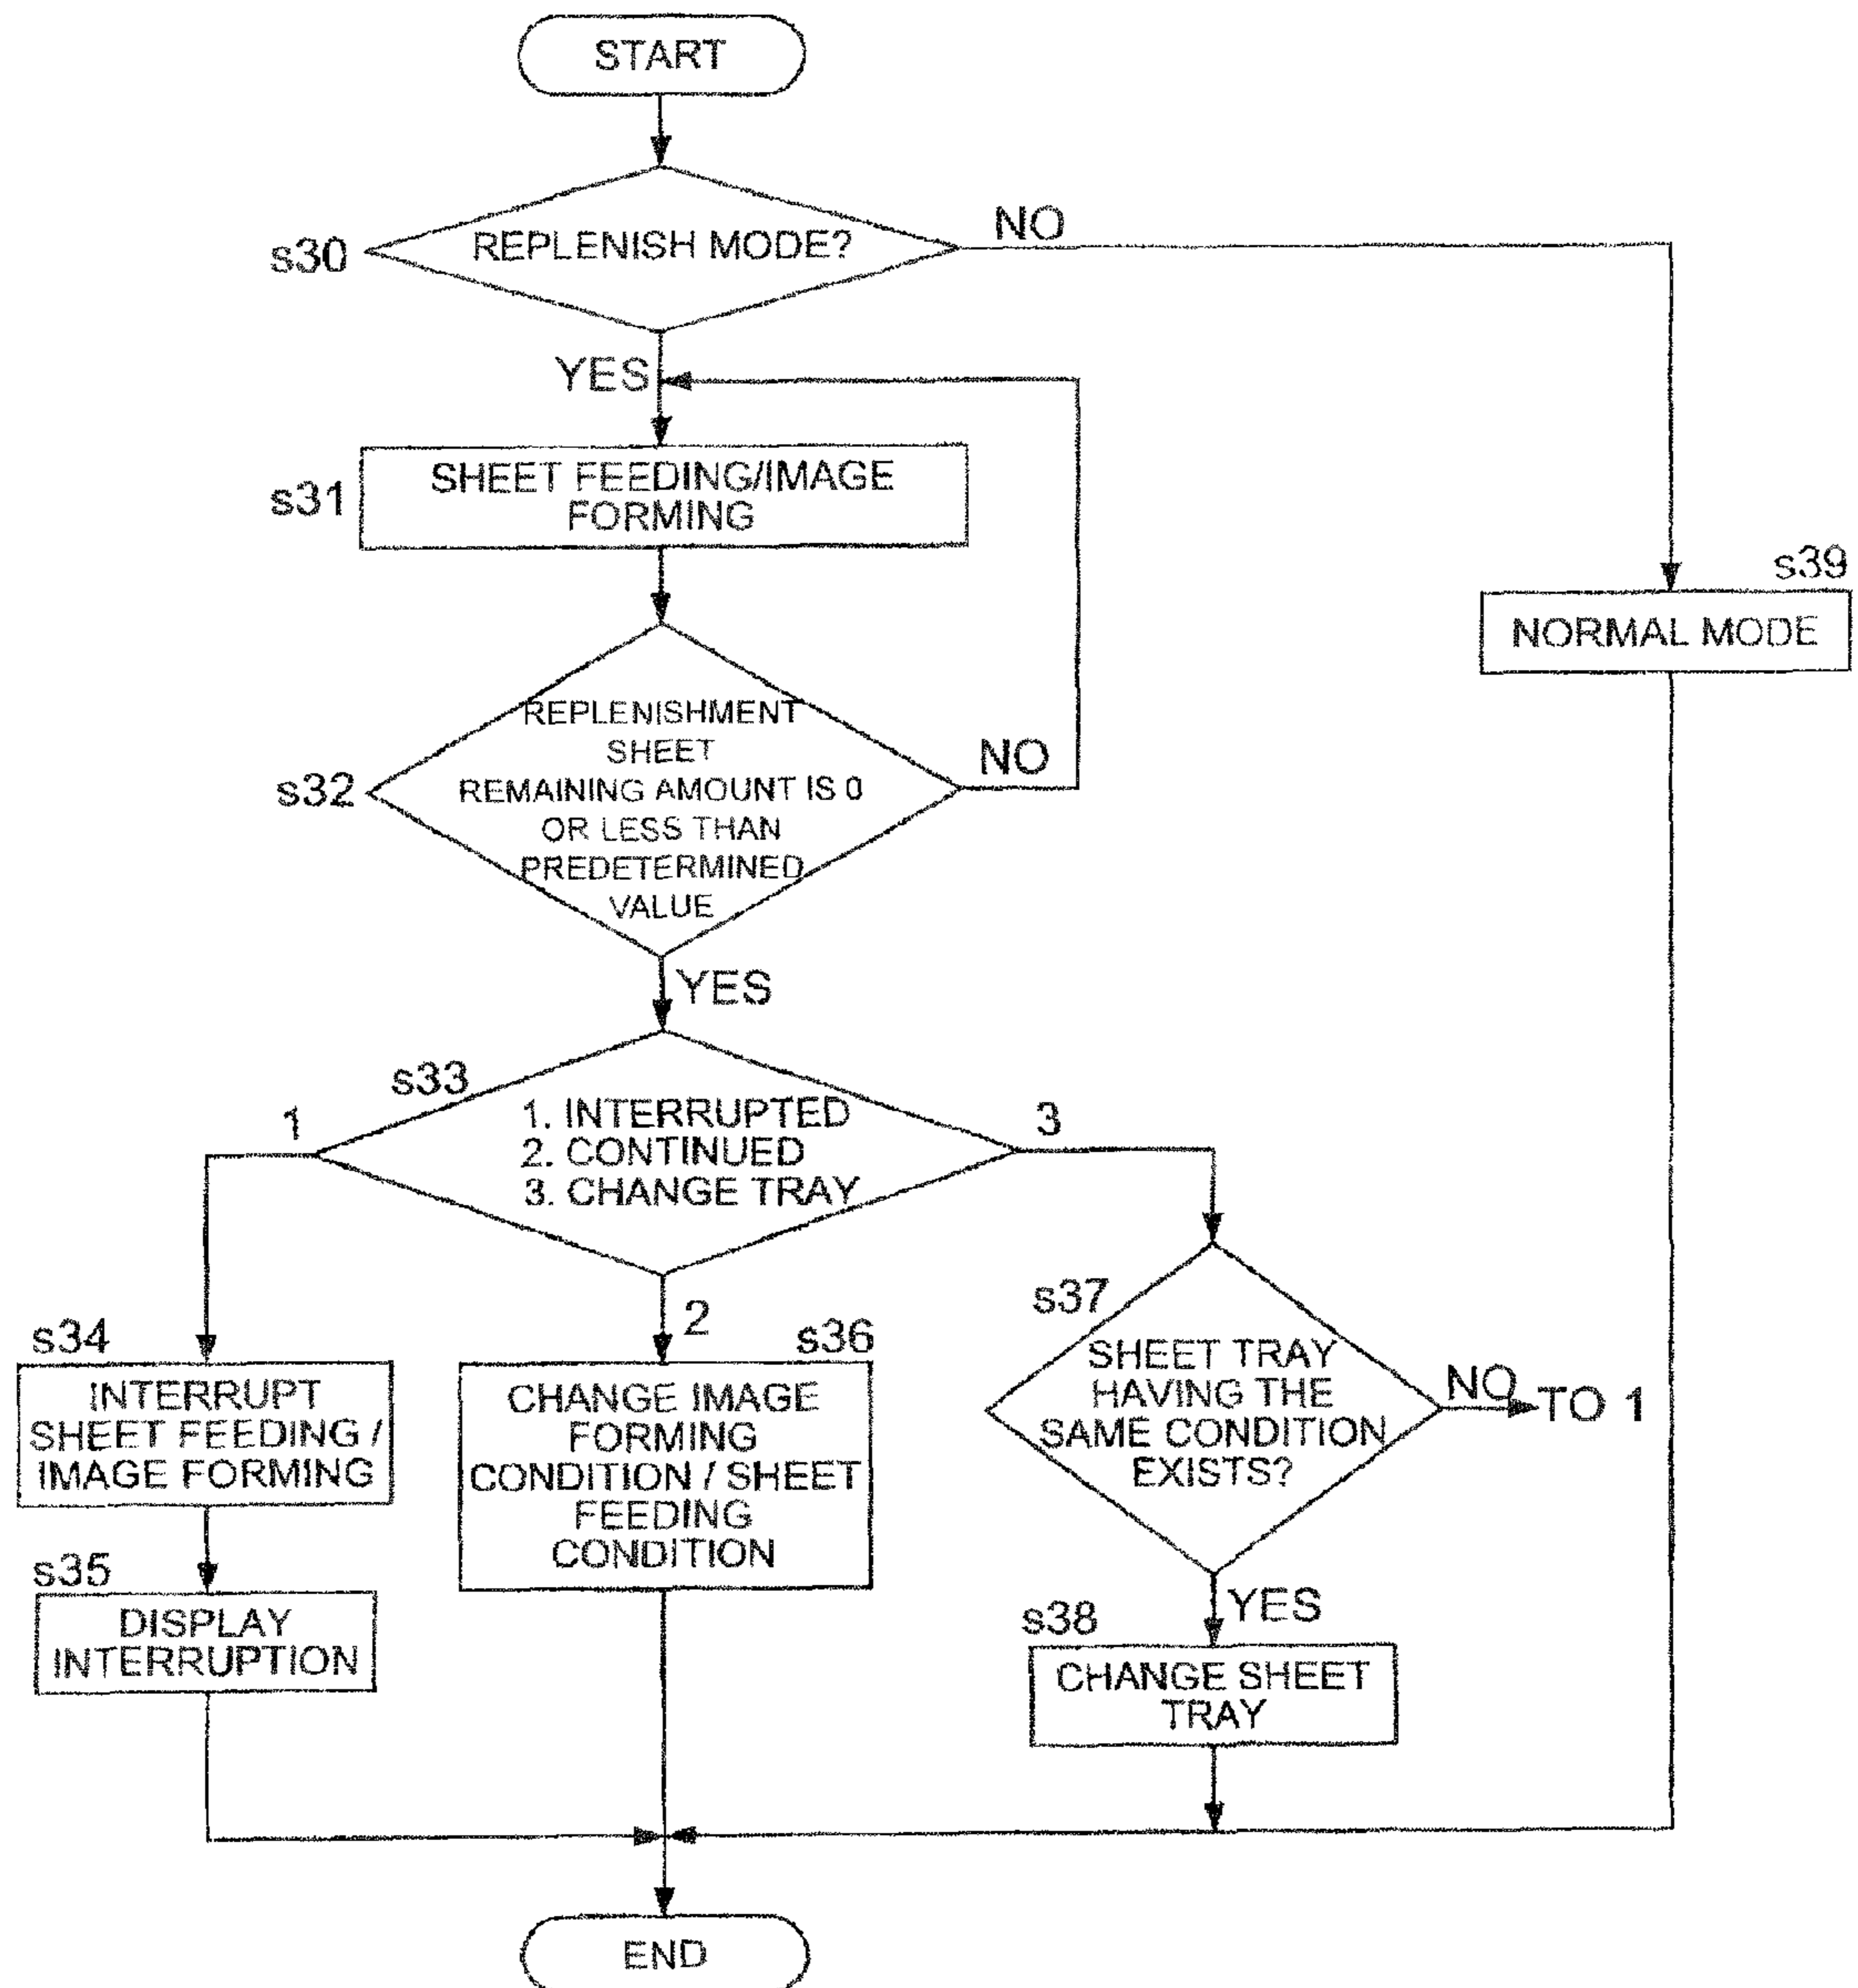 START
s30
REPLENISH MODE?
NO
YES
s31
SHEET FEEDING/IMAGE
FORMING
s39
NORMAL MODE
s32
REPLENISHMENT
SHEET
REMAINING AMOUNT IS 0
OR LESS THAN
PREDETERMINED
VALUE
NO
YES
s33
1. INTERRUPTED
2. CONTINUED
3. CHANGE TRAY
1
2
3
s34
INTERRUPT
SHEET FEEDING /
IMAGE FORMING
s35
DISPLAY
INTERRUPTION
s36
CHANGE IMAGE
FORMING
CONDITION / SHEET
FEEDING
CONDITION
s37
SHEET TRAY
HAVING THE
SAME CONDITION
EXISTS?
NO
TO 1
YES
s38
CHANGE SHEET
TRAY
END